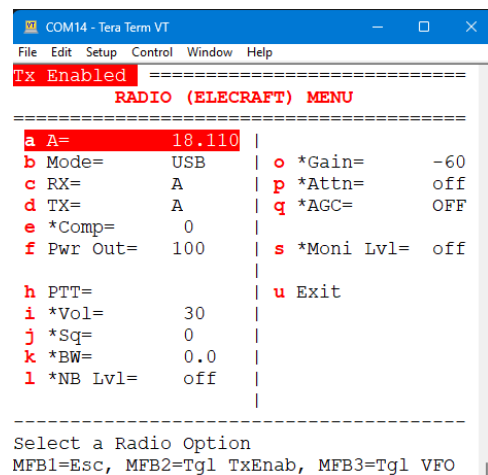 COM14 - Tera Term VT
File Edit Setup Control Window Help
Tx Enabled =============================
RADIO (ELECRAFT) MENU
========================================
a A= 18.110 |
b Mode= USB | o *Gain= -60
c RX= A | p *Attn= off
d TX= A | q *AGC= OFF
e *Comp= 0 |
f Pwr Out= 100 | s *Moni Lvl= off
|
h PTT= | u Exit
i *Vol= 30 |
j *Sq= 0 |
k *BW= 0.0 |
l *NB Lvl= off |
|
----------------------------------------
Select a Radio Option
MFB1=Esc, MFB2=Tgl TxEnab, MFB3=Tgl VFO